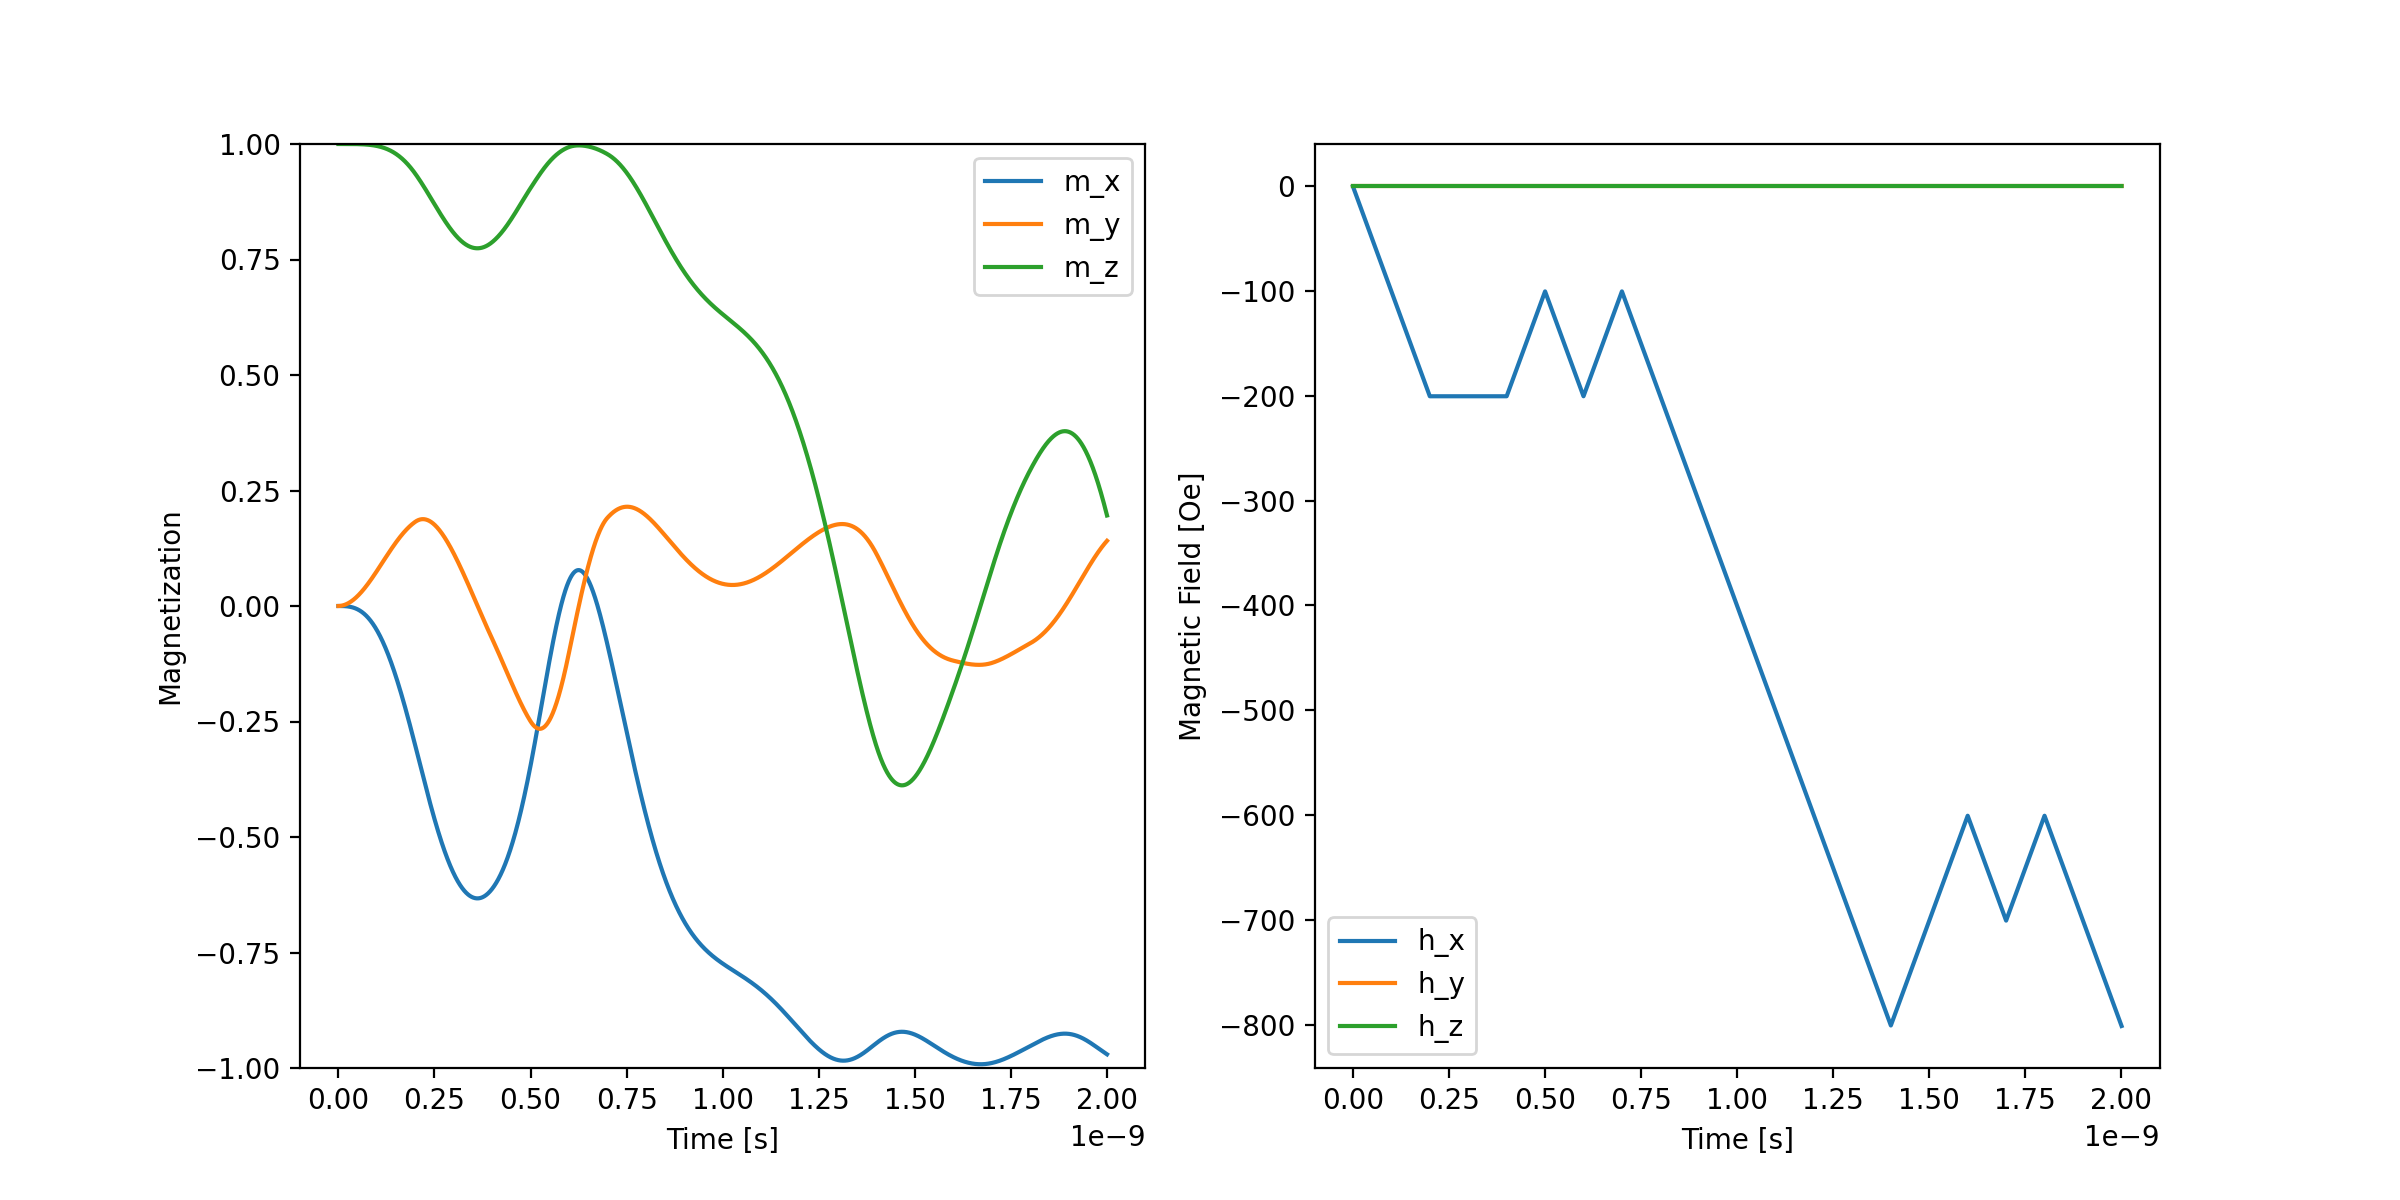 1.00
0.75
0.50
0.25
0.00
−0.25
−0.50
−0.75
−1.00
Magnetization
m_x
m_y
m_z
0.00 0.25 0.50 0.75 1.00 1.25 1.50 1.75 2.00
Time [s]
1e−9
0
−100
−200
−300
−400
−500
−600
−700
−800
Magnetic Field [Oe]
h_x
h_y
h_z
0.00 0.25 0.50 0.75 1.00 1.25 1.50 1.75 2.00
Time [s]
1e−9